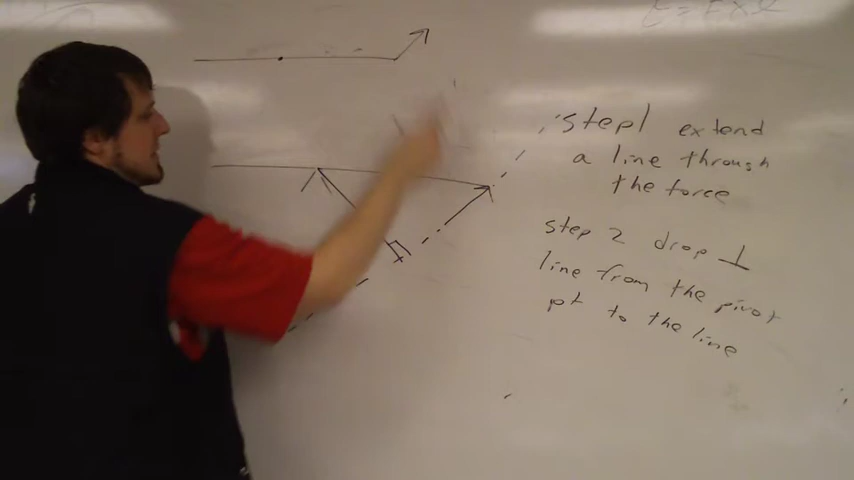 step1 extend
a line through
the force
step 2 drop ⊥
line from the pivot
pt to the line